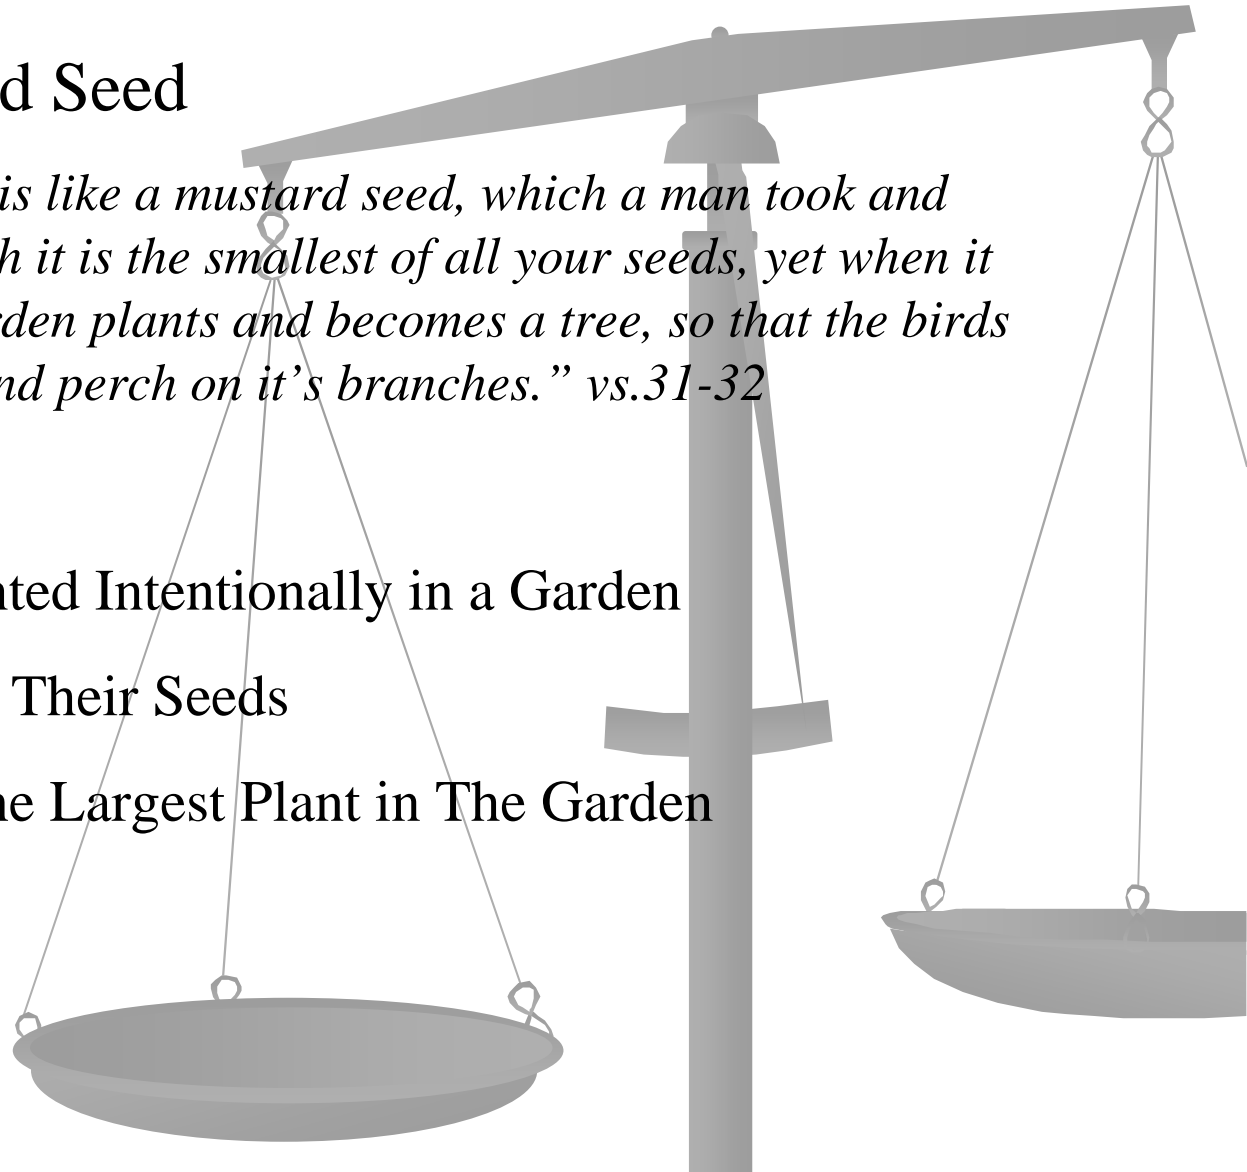 d Seed
is like a mustard seed, which a man took and
h it is the smallest of all your seeds, yet when it
rden plants and becomes a tree, so that the birds
nd perch on it’s branches.” vs.31-32
nted Intentionally in a Garden
Their Seeds
ne Largest Plant in The Garden